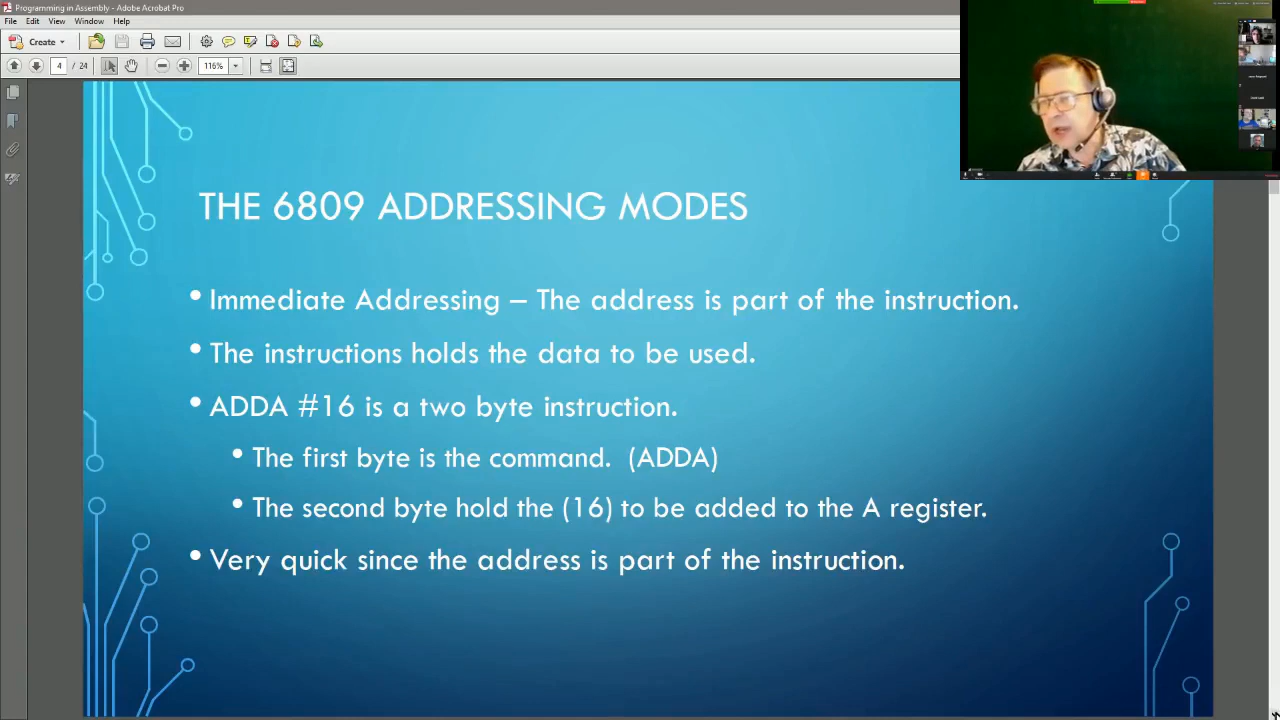 Programming in Assembly - Adobe Acrobat Pro
File Edit View Window Help
Create
4 / 24 116%
THE 6809 ADDRESSING MODES
• Immediate Addressing – The address is part of the instruction.
• The instructions holds the data to be used.
• ADDA #16 is a two byte instruction.
• The first byte is the command. (ADDA)
• The second byte hold the (16) to be added to the A register.
• Very quick since the address is part of the instruction.